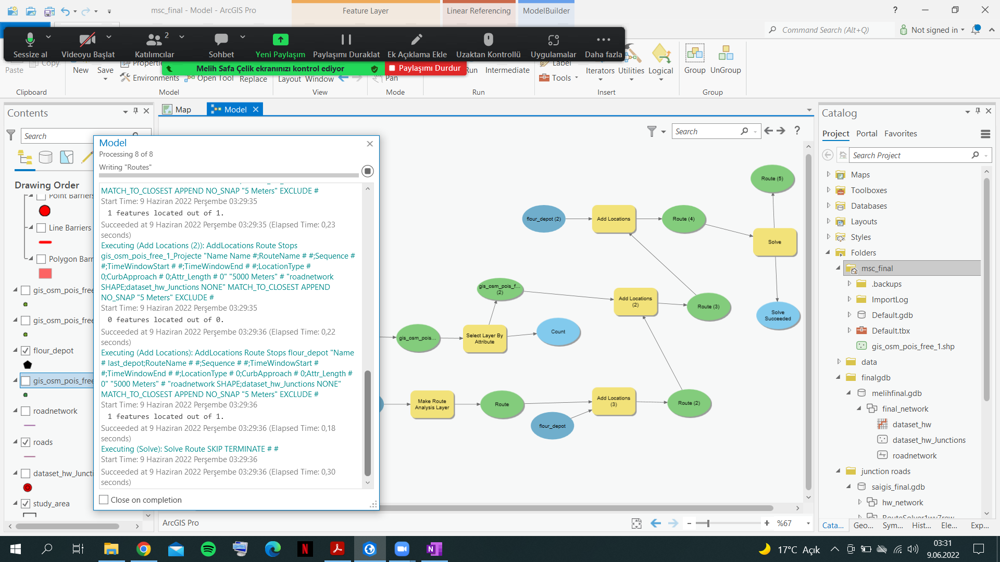 msc_final - Model - ArcGIS Pro
Feature Layer
Linear Referencing
ModelBuilder
?
Command Search (Alt+Q)
Not signed in
Sessize al
Videoyu Başlat
2
Katılımcılar
Sohbet
Yeni Paylaşım
Paylaşımı Duraklat
Ek Açıklama Ekle
Uzaktan Kontrollü
Uygulamalar
Daha fazla
Melih Safa Çelik ekranınızı kontrol ediyor
Paylaşımı Durdur
Paste
Copy
New
Save
Properti
Environments
Open Tool
Replace
Layout
Window
Pan
Run
Intermediate
Label
Tools
Iterators
Utilities
Logical
Group
UnGroup
Clipboard
Model
View
Mode
Run
Insert
Group
Contents
Search
Drawing Order
Point Barriers
Line Barriers
Polygon Barr
gis_osm_pois_free
gis_osm_pois_free
flour_depot
gis_osm_pois_free
roadnetwork
roads
dataset_hw_Juncti
study_area
Map
Model
Search
?
Model
Processing 8 of 8
Writing "Routes"
MATCH_TO_CLOSEST APPEND NO_SNAP "5 Meters" EXCLUDE #
Start Time: 9 Haziran 2022 Perşembe 03:29:35
1 features located out of 1.
Succeeded at 9 Haziran 2022 Perşembe 03:29:35 (Elapsed Time: 0,23
seconds)
Executing (Add Locations (2)): AddLocations Route Stops
gis_osm_pois_free_1_Projecte "Name Name #;RouteName # #;Sequence #
#;TimeWindowStart # #;TimeWindowEnd # #;LocationType #
0;CurbApproach # 0;Attr_Length # 0" "5000 Meters" # "roadnetwork
SHAPE;dataset_hw_Junctions NONE" MATCH_TO_CLOSEST APPEND
NO_SNAP "5 Meters" EXCLUDE #
Start Time: 9 Haziran 2022 Perşembe 03:29:35
0 features located out of 0.
Succeeded at 9 Haziran 2022 Perşembe 03:29:36 (Elapsed Time: 0,22
seconds)
Executing (Add Locations): AddLocations Route Stops flour_depot "Name
# last_depot;RouteName # #;Sequence # #;TimeWindowStart #
#;TimeWindowEnd # #;LocationType # 0;CurbApproach # 0;Attr_Length #
0" "5000 Meters" # "roadnetwork SHAPE;dataset_hw_Junctions NONE"
MATCH_TO_CLOSEST APPEND NO_SNAP "5 Meters" EXCLUDE #
Start Time: 9 Haziran 2022 Perşembe 03:29:36
1 features located out of 1.
Succeeded at 9 Haziran 2022 Perşembe 03:29:36 (Elapsed Time: 0,18
seconds)
Executing (Solve): Solve Route SKIP TERMINATE # #
Start Time: 9 Haziran 2022 Perşembe 03:29:36
Succeeded at 9 Haziran 2022 Perşembe 03:29:36 (Elapsed Time: 0,30
seconds)
Close on completion
Route (5)
flour_depot (2)
Add Locations
Route (4)
Solve
gis_osm_pois_f...
(2)
Add Locations
(2)
Route (3)
Solve
Succeeded
gis_osm_pois...
Select Layer By
Attribute
Count
Make Route
Analysis Layer
Route
Add Locations
(3)
Route (2)
flour_depot
ArcGIS Pro
%67
Catalog
Project
Portal
Favorites
Search Project
Maps
Toolboxes
Databases
Layouts
Styles
Folders
msc_final
.backups
ImportLog
Default.gdb
Default.tbx
gis_osm_pois_free_1.shp
data
finalgdb
melihfinal.gdb
final_network
dataset_hw
dataset_hw_Junctions
roadnetwork
junction roads
saigis_final.gdb
hw_network
RouteSolver1wy7rew
Cata...
Geo...
Sym...
Hist...
Ele...
Exp...
17°C Açık
03:31
9.06.2022